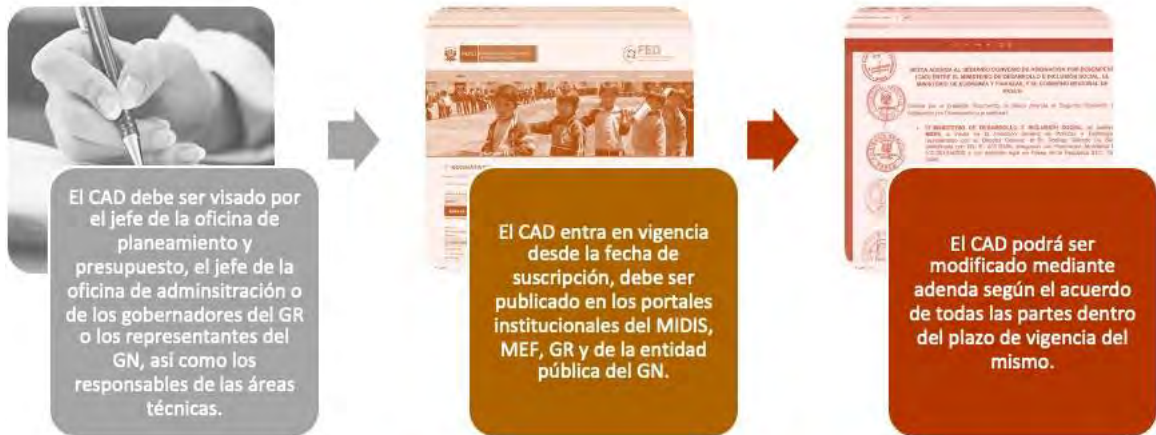 El CAD debe ser visado por
el jefe de la oficina de
planeamiento y
presupuesto, el jefe de la
oficina de adminsitración o
de los gobernadores del GR
o los representantes del
GN, así como los
responsables de las áreas
técnicas.
FED
El CAD entra en vigencia
desde la fecha de
suscripción, debe ser
publicado en los portales
institucionales del MIDIS,
MEF, GR y de la entidad
pública del GN.
El CAD podrá ser
modificado mediante
adenda según el acuerdo
de todas las partes dentro
del plazo de vigencia del
mismo.